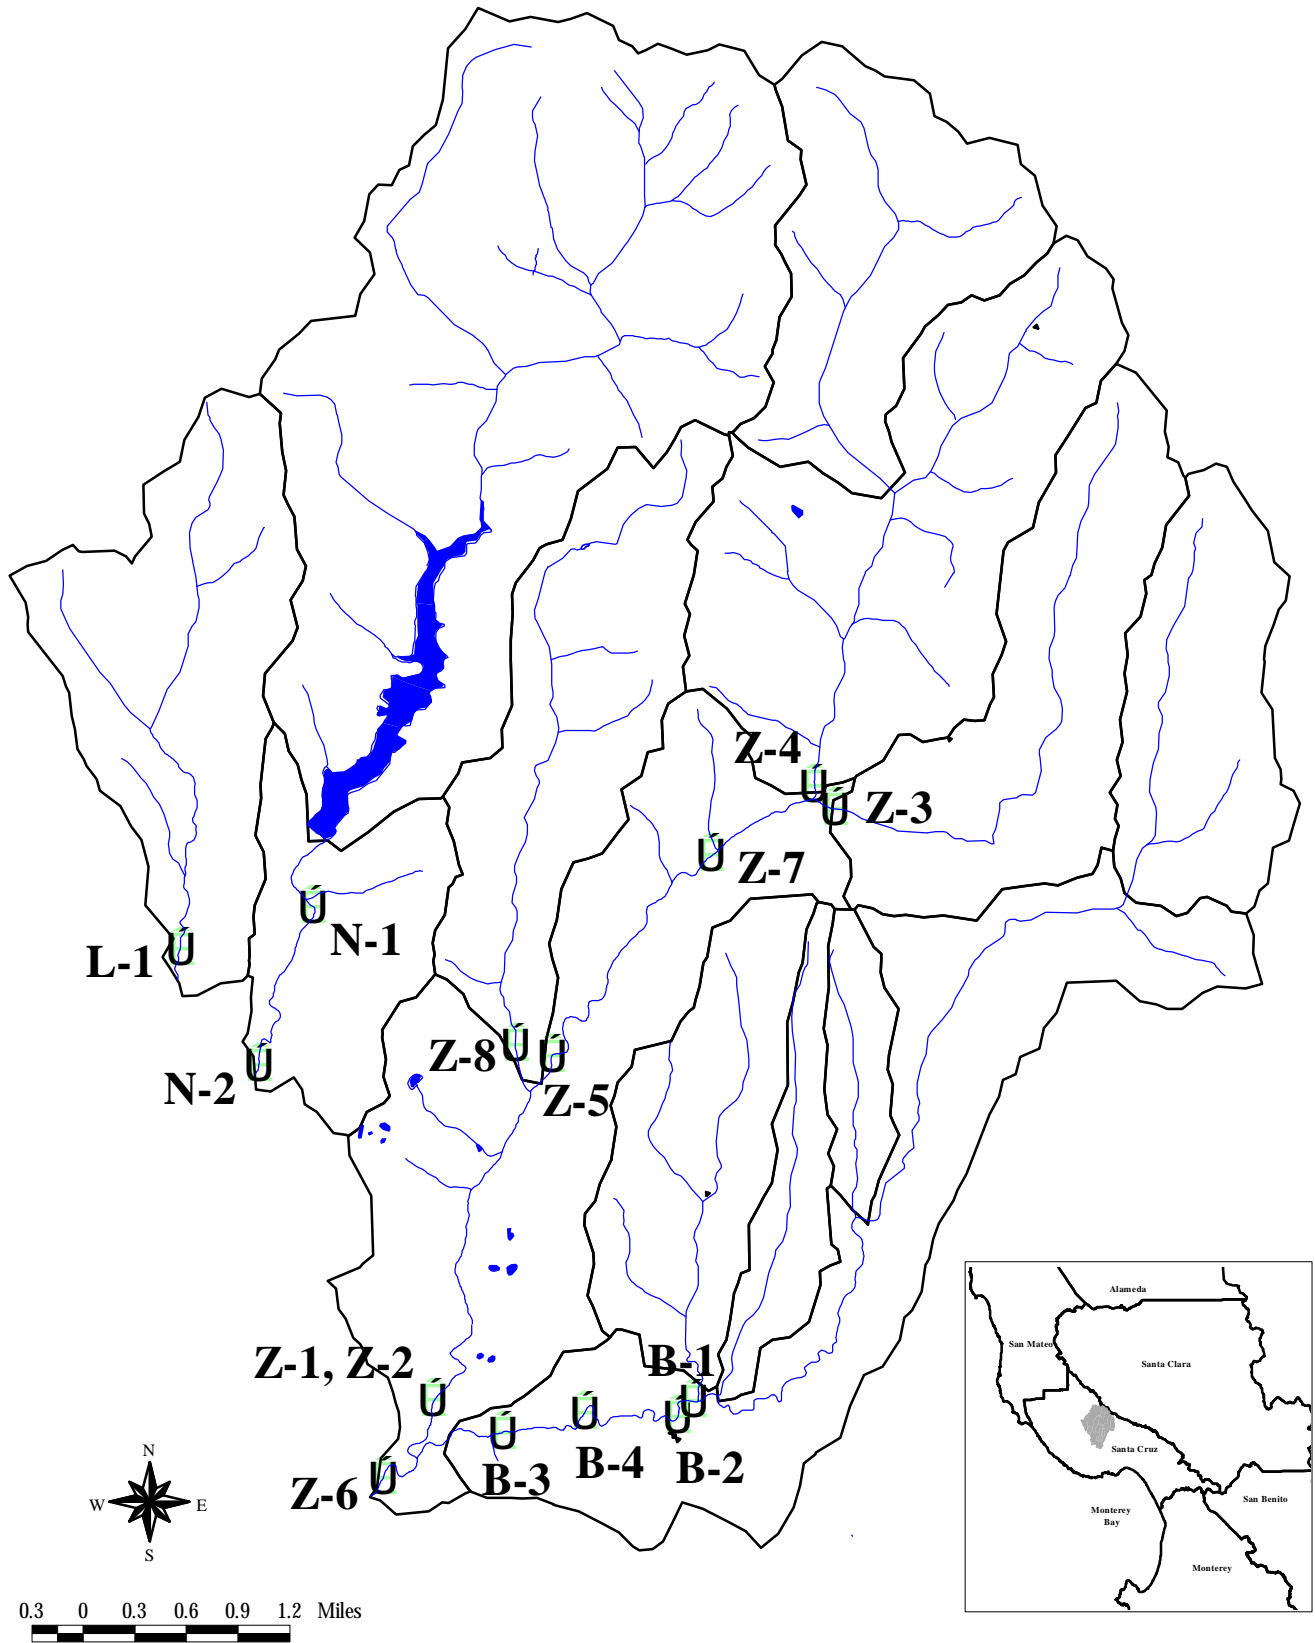 Z-4
Z-3
Z-7
N-1
L-1
Z-8
N-2
Z-5
Z-1, Z-2
B-1
B-4
B-2
B-3
Z-6
N
W E
S
0.3 0 0.3 0.6 0.9 1.2 Miles
Alameda
San Mateo
Santa Clara
Santa Cruz
San Benito
Monterey
Bay
Monterey